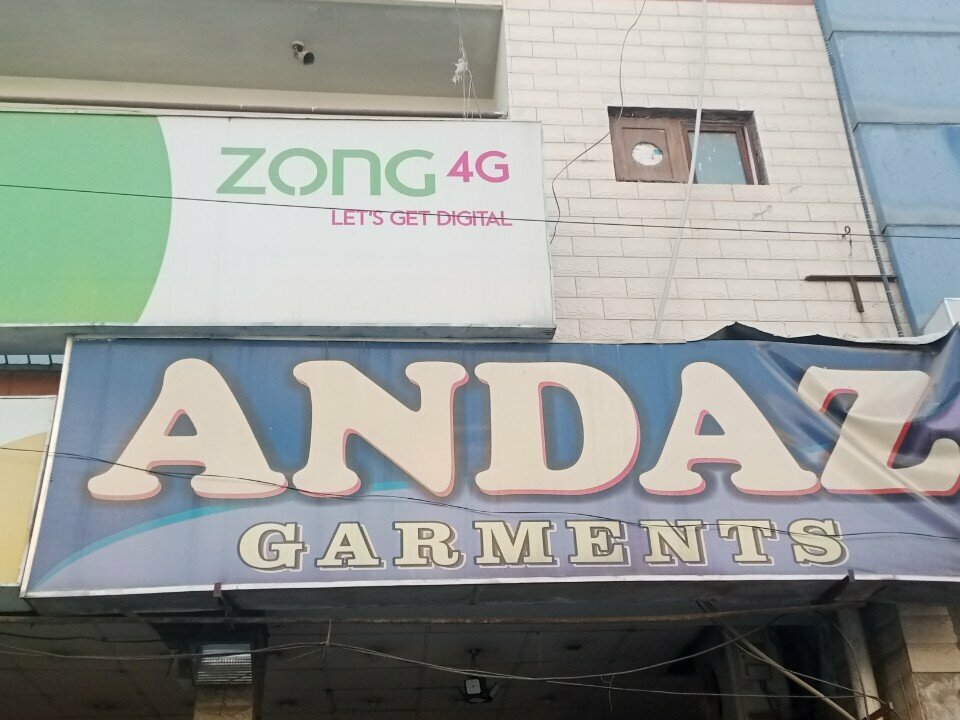 ZONG 4G
LET'S GET DIGITAL
ANDAZ
GARMENTS